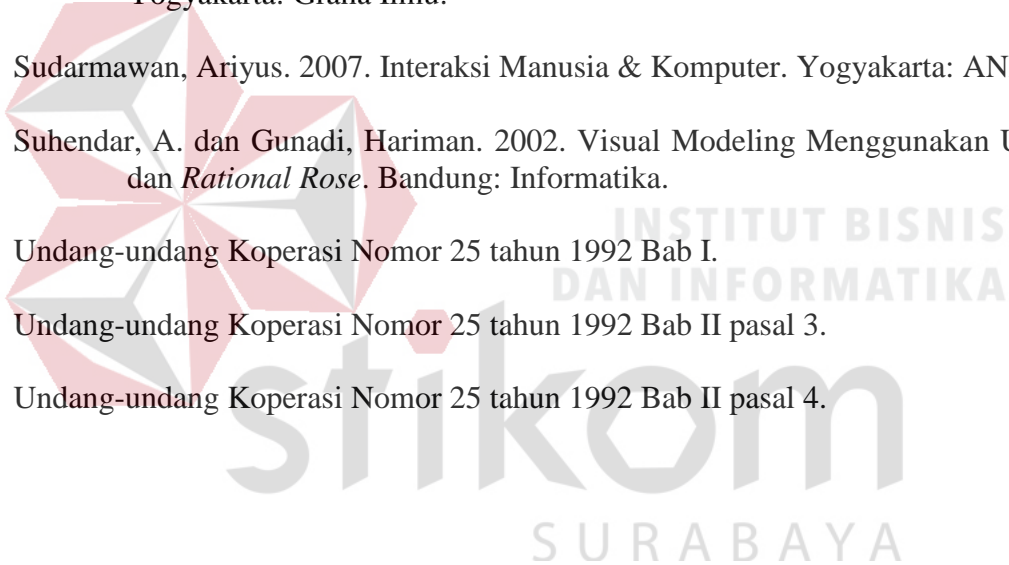 Yogyakarta: Graha Ilmu.
Sudarmawan, Ariyus. 2007. Interaksi Manusia & Komputer. Yogyakarta: AN
Suhendar, A. dan Gunadi, Hariman. 2002. Visual Modeling Menggunakan U
dan Rational Rose. Bandung: Informatika.
INSTITUT BISNIS
Undang-undang Koperasi Nomor 25 tahun 1992 Bab I.
DAN INFORMATIKA
Undang-undang Koperasi Nomor 25 tahun 1992 Bab II pasal 3.
stikom
Undang-undang Koperasi Nomor 25 tahun 1992 Bab II pasal 4.
SURABAYA